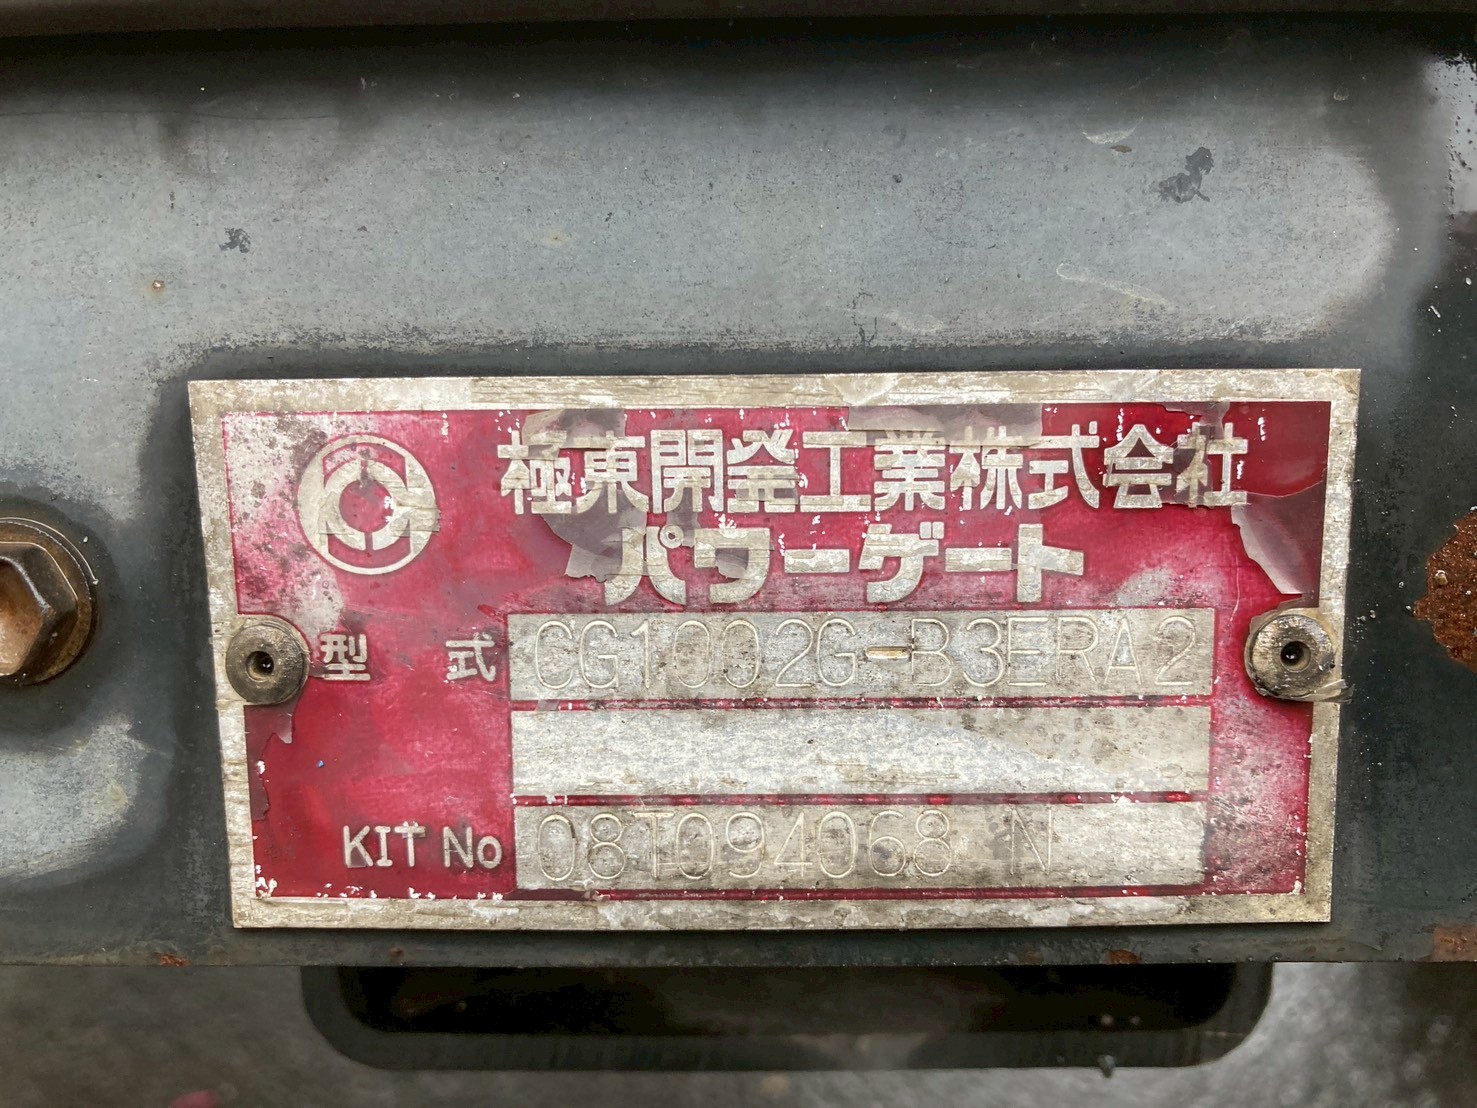 極東開発工業株式会社
パワーゲート
型 式 CG1002G-B3ERA2
KIT No 08T094068 N